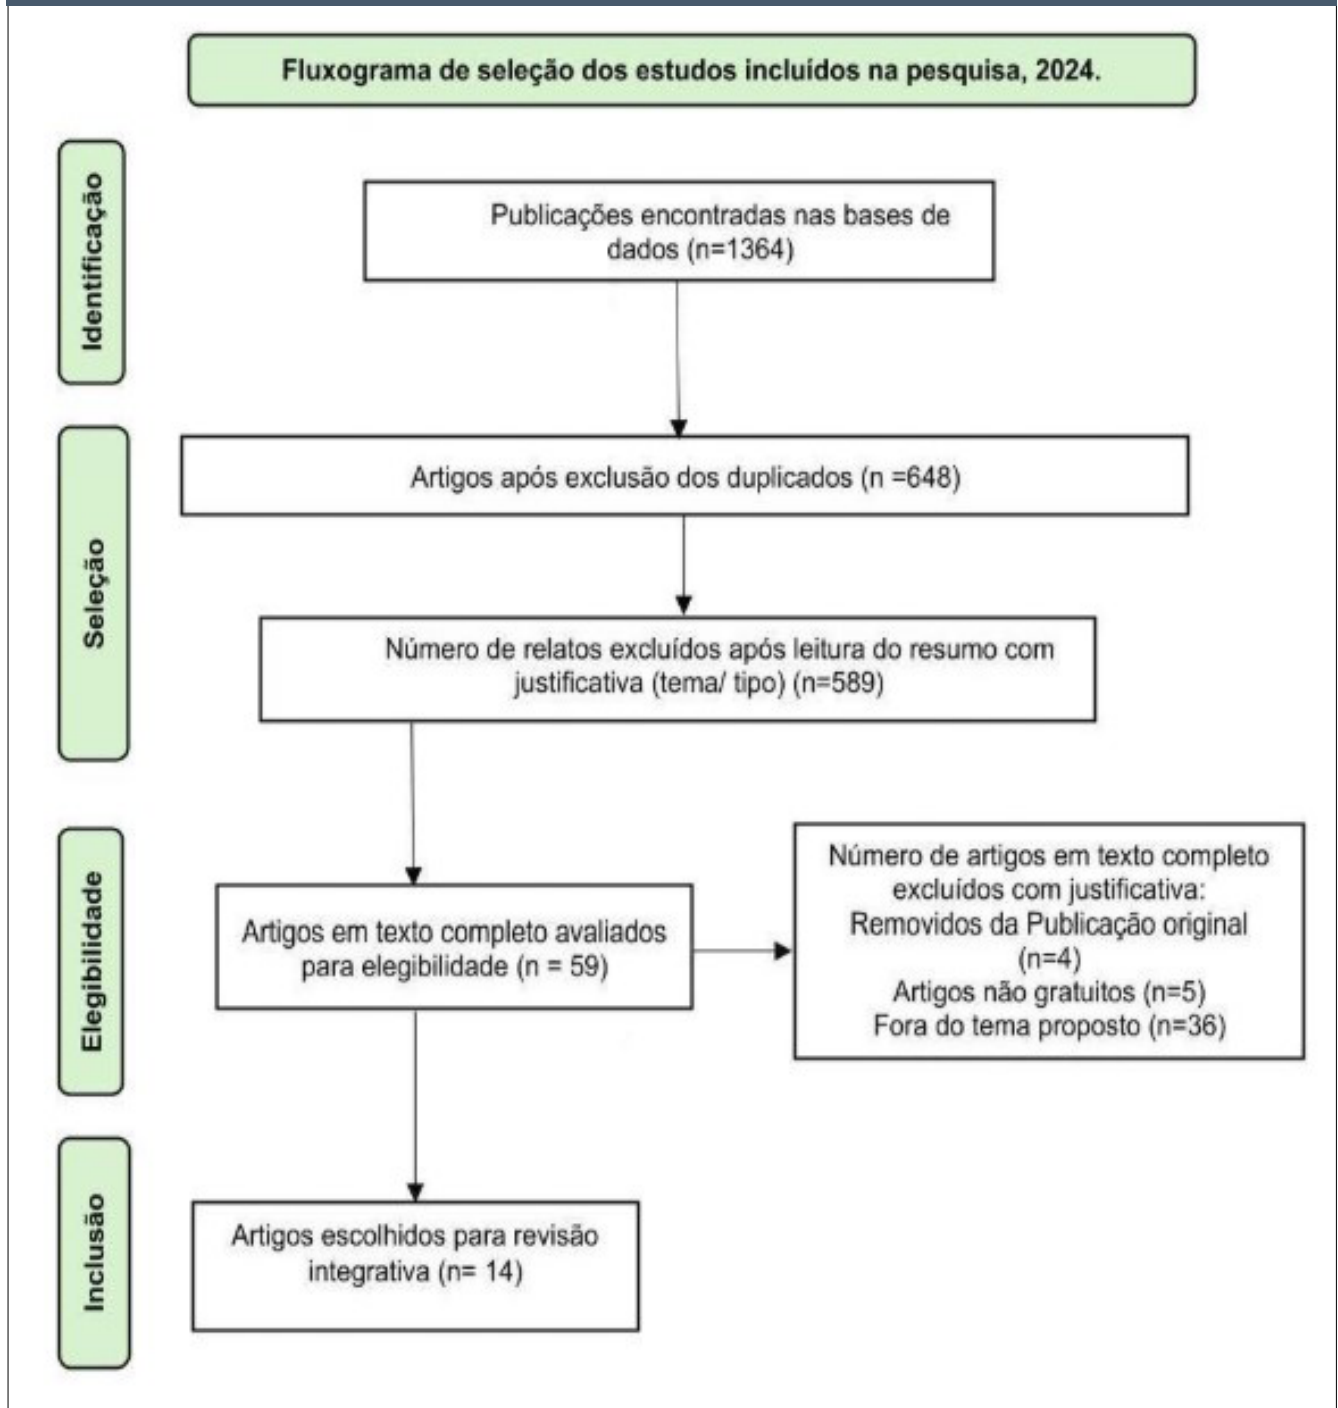 Fluxograma de seleção dos estudos incluídos na pesquisa, 2024.
Identificação
Publicações encontradas nas bases de
dados (n=1364)
Seleção
Artigos após exclusão dos duplicados (n =648)
Número de relatos excluídos após leitura do resumo com
justificativa (tema/ tipo) (n=589)
Elegibilidade
Artigos em texto completo avaliados
para elegibilidade (n = 59)
Número de artigos em texto completo
excluídos com justificativa:
Removidos da Publicação original
(n=4)
Artigos não gratuitos (n=5)
Fora do tema proposto (n=36)
Inclusão
Artigos escolhidos para revisão
integrativa (n= 14)